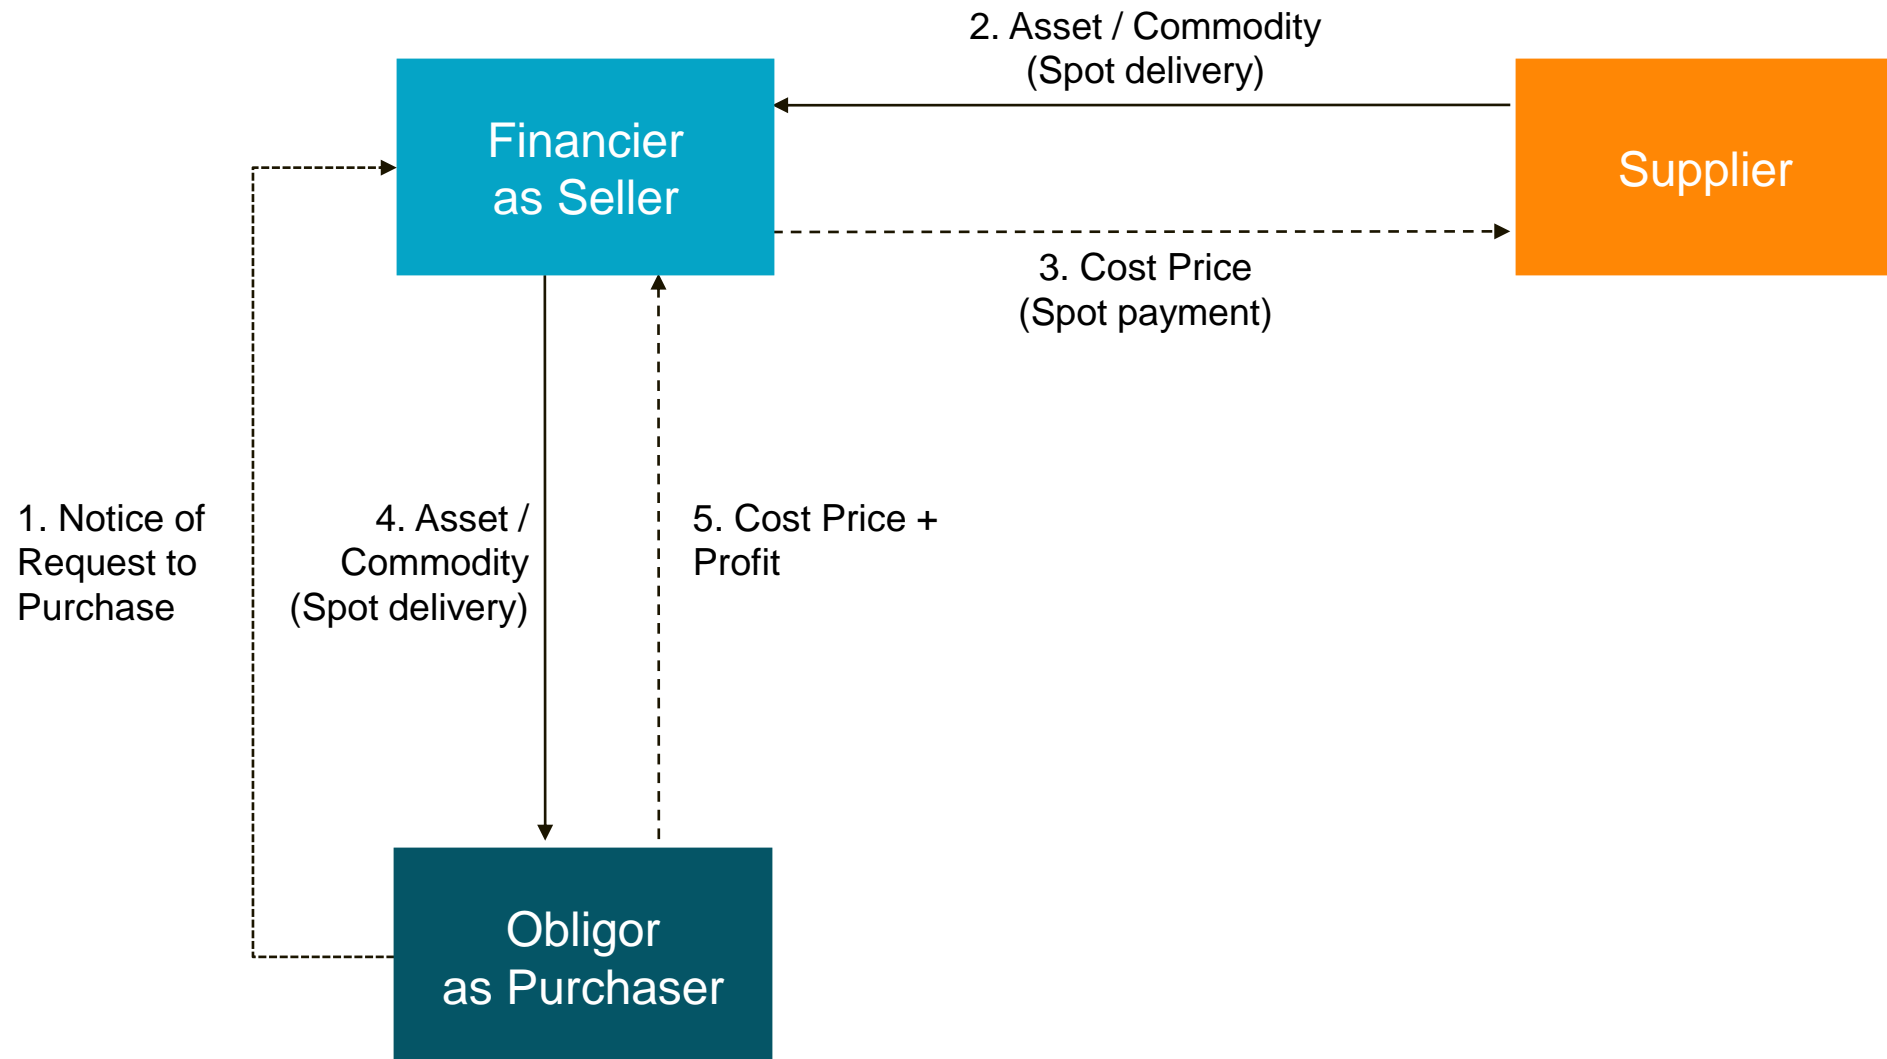 2. Asset / Commodity
(Spot delivery)
Financier
as Seller
Supplier
3. Cost Price
(Spot payment)
1. Notice of
Request to
Purchase
4. Asset /
Commodity
(Spot delivery)
5. Cost Price +
Profit
Obligor
as Purchaser